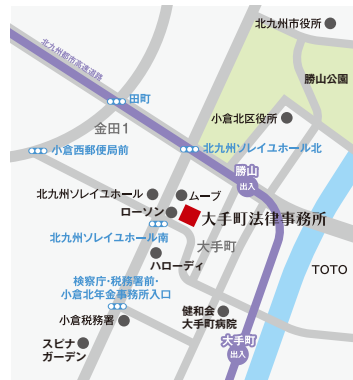 北九州市役所
北九州都市高速道路
勝山公園
田町
小倉北区役所
金田1
小倉西郵便局前
北九州ソレイユホール北
勝山
出入
北九州ソレイユホール
ムーブ
ローソン
大手町法律事務所
北九州ソレイユホール南
大手町
ハローディ
TOTO
検察庁・税務署前・
小倉北年金事務所入口
小倉税務署
健和会
大手町病院
スピナ
ガーデン
大手町
出入